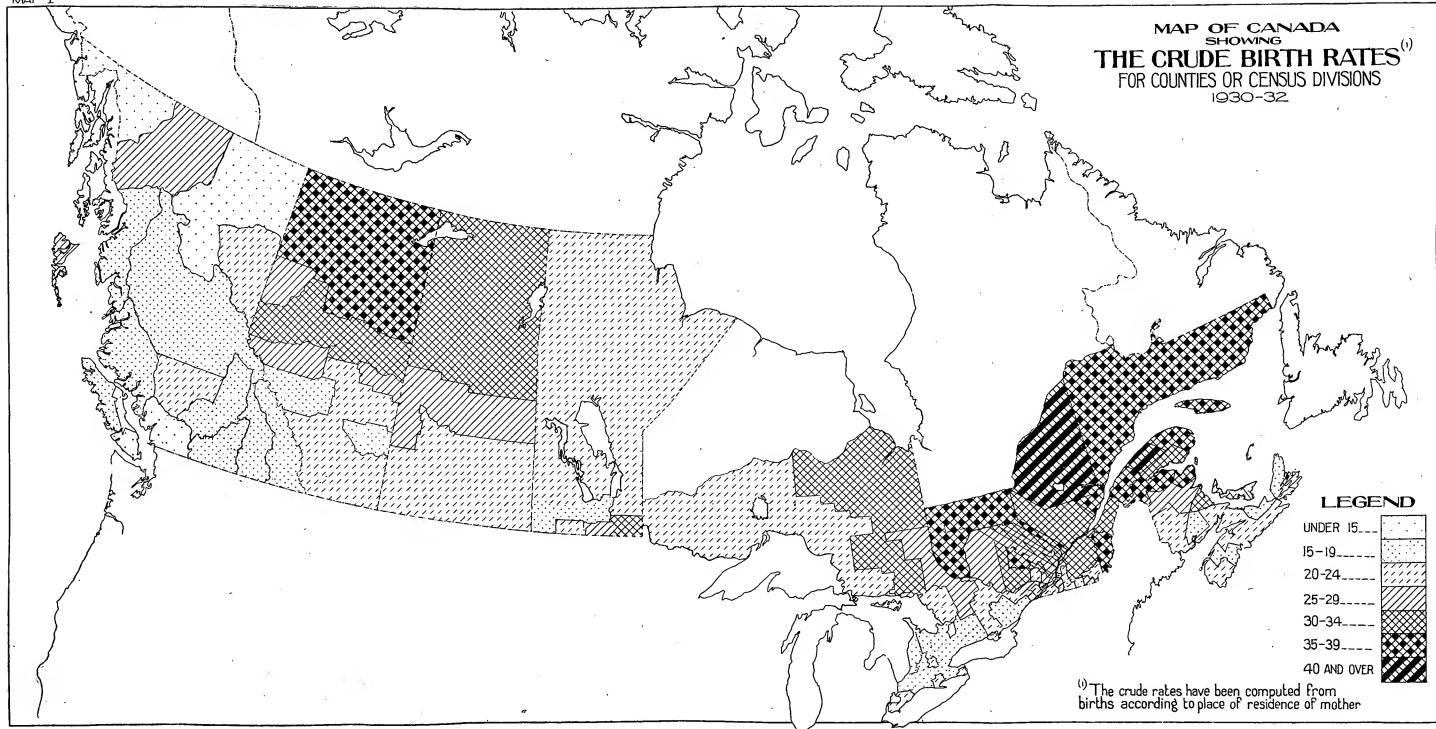 MAP 1
MAP OF CANADA
SHOWING
THE CRUDE BIRTH RATES(1)
FOR COUNTIES OR CENSUS DIVISIONS
1930-32
LEGEND
UNDER 15
15-19
20-24
25-29
30-34
35-39
40 AND OVER
(1) The crude rates have been computed from
births according to place of residence of mother